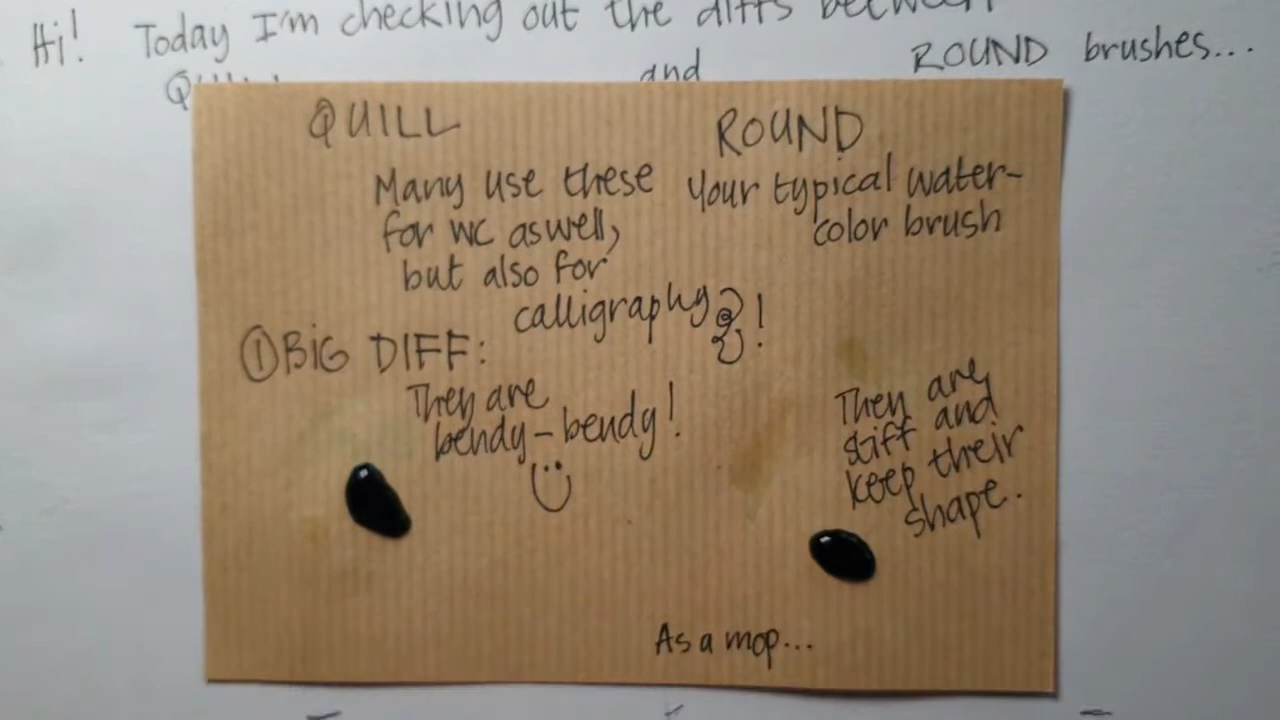 Hi! Today I'm checking out the diffs between
and ROUND brushes...
QUILL
Many use these
for wc aswell,
but also for
calligraphy!
① BIG DIFF:
They are
bendy-bendy!
ROUND
Your typical water-
color brush
They are
stiff and
keep their
shape.
As a mop...